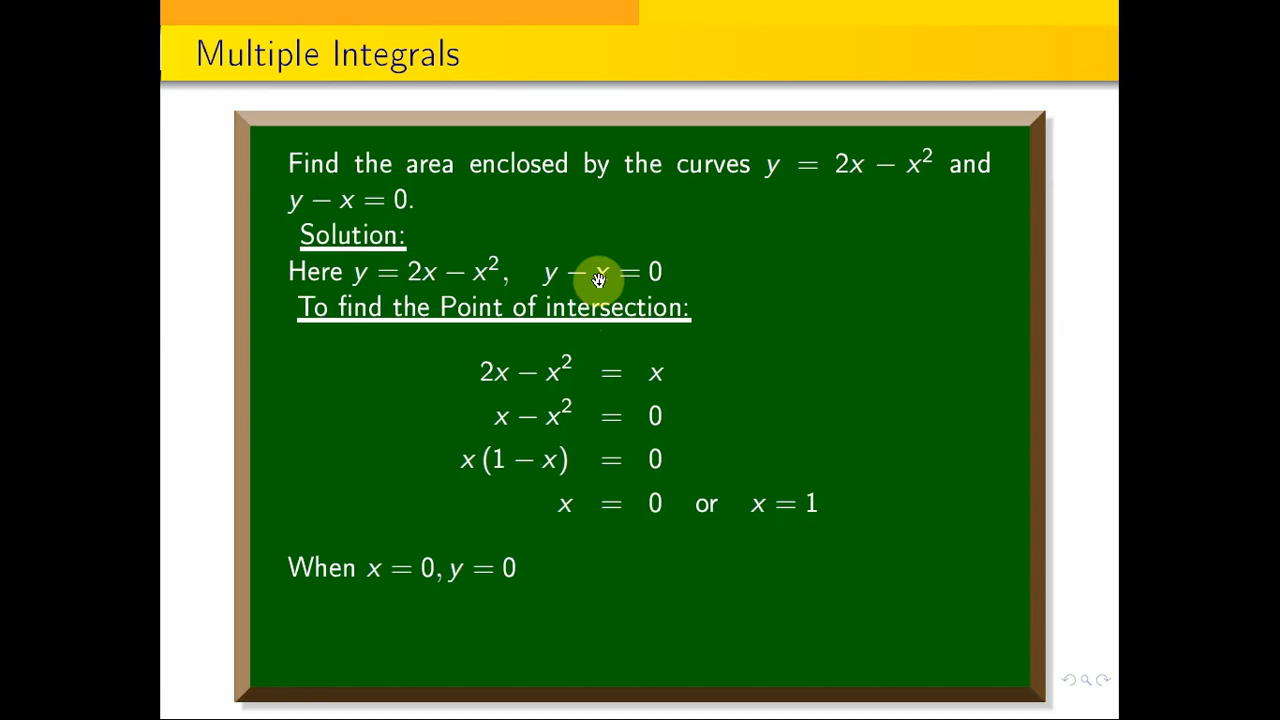 Multiple Integrals
Find the area enclosed by the curves y = 2x − x² and
y − x = 0.
Solution:
Here y = 2x − x², y − x = 0
To find the Point of intersection:
2x − x² = x
x − x² = 0
x (1 − x) = 0
x = 0 or x = 1
When x = 0, y = 0